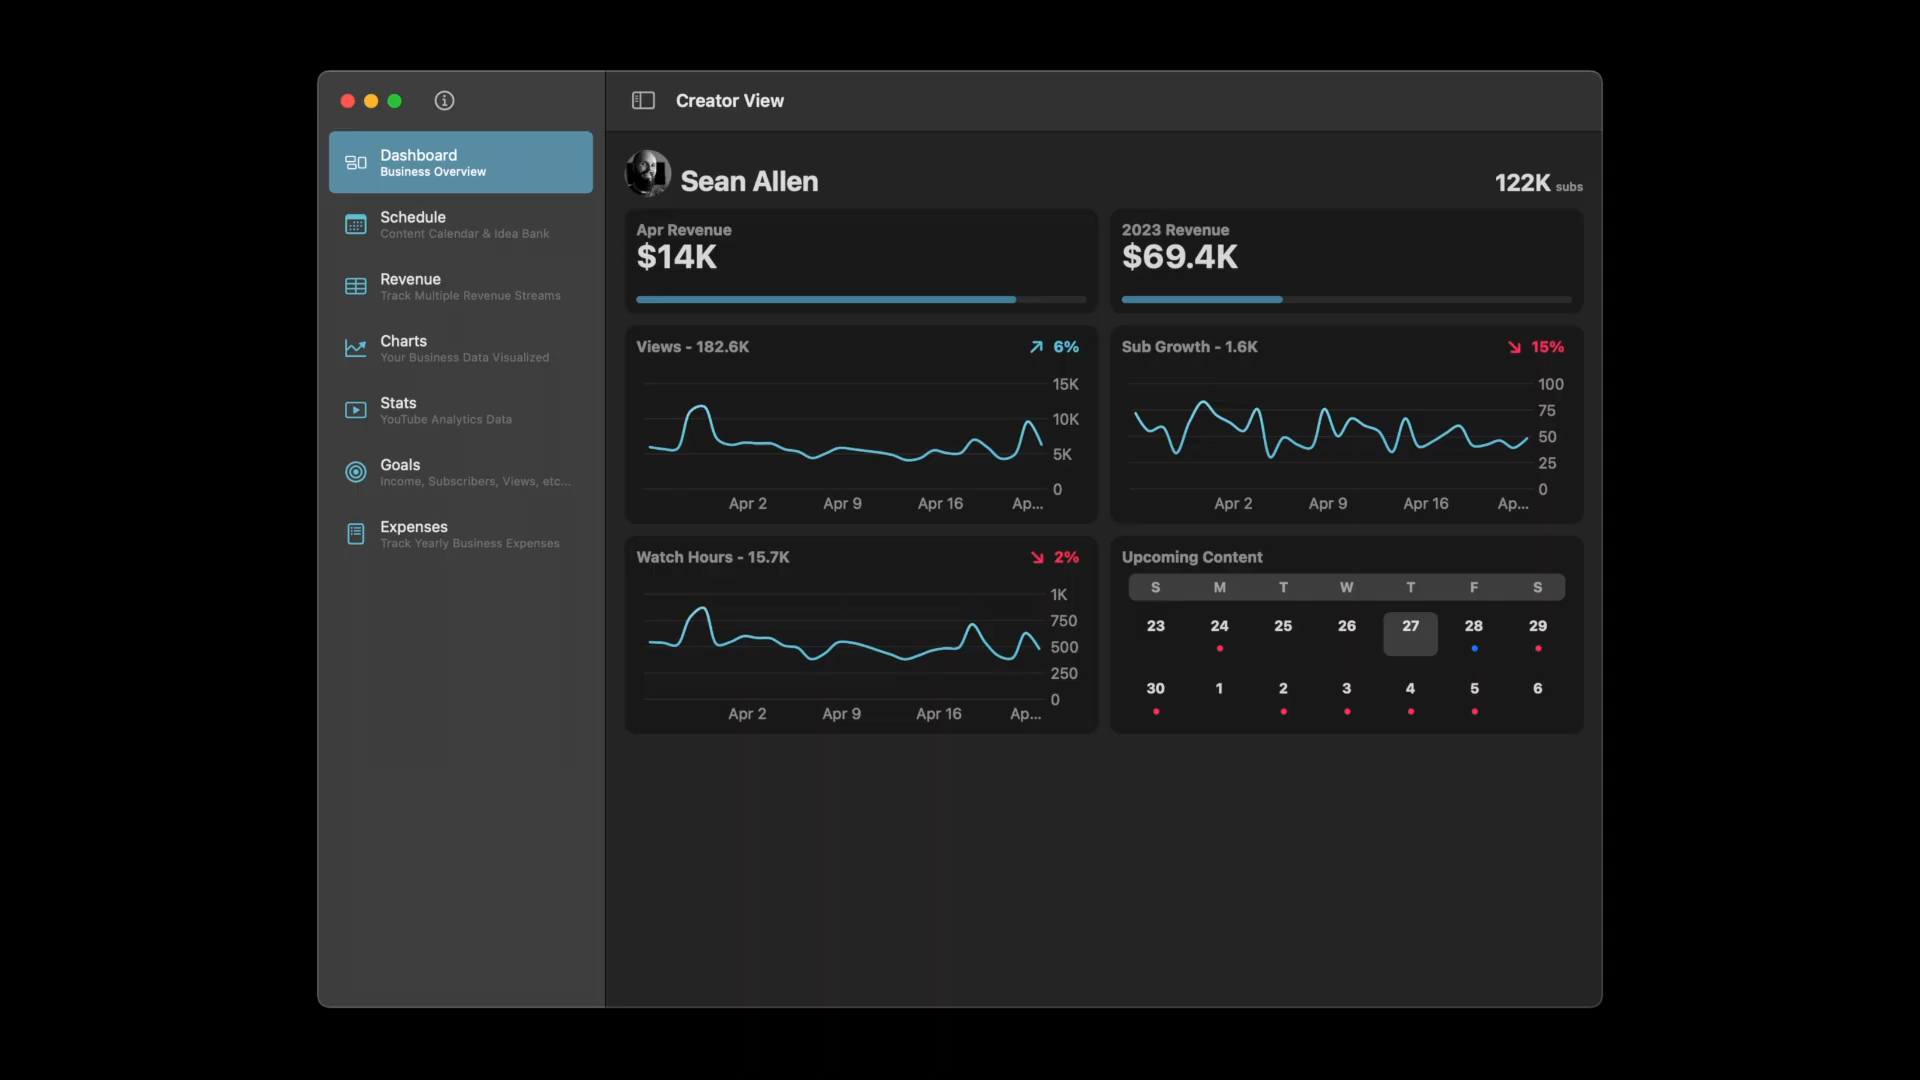 Creator View
Dashboard
Business Overview
Schedule
Content Calendar & Idea Bank
Revenue
Track Multiple Revenue Streams
Charts
Your Business Data Visualized
Stats
YouTube Analytics Data
Goals
Income, Subscribers, Views, etc...
Expenses
Track Yearly Business Expenses
Sean Allen
122K subs
Apr Revenue
$14K
2023 Revenue
$69.4K
Views - 182.6K
6%
15K
10K
5K
0
Apr 2 Apr 9 Apr 16 Ap...
Sub Growth - 1.6K
15%
100
75
50
25
0
Apr 2 Apr 9 Apr 16 Ap...
Watch Hours - 15.7K
2%
1K
750
500
250
0
Apr 2 Apr 9 Apr 16 Ap...
Upcoming Content
S M T W T F S
23 24 25 26 27 28 29
30 1 2 3 4 5 6